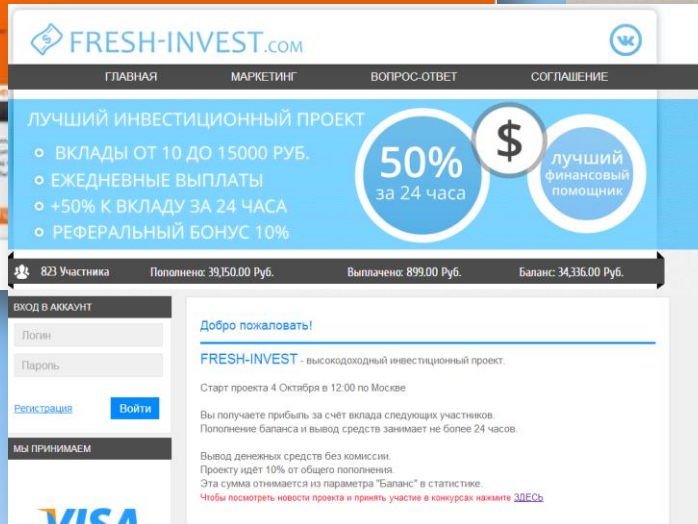 FRESH-INVEST.COM
ГЛАВНАЯ МАРКЕТИНГ ВОПРОС-ОТВЕТ СОГЛАШЕНИЕ
ЛУЧШИЙ ИНВЕСТИЦИОННЫЙ ПРОЕКТ
ВКЛАДЫ ОТ 10 ДО 15000 РУБ.
ЕЖЕДНЕВНЫЕ ВЫПЛАТЫ
+50% К ВКЛАДУ ЗА 24 ЧАСА
РЕФЕРАЛЬНЫЙ БОНУС 10%
50%
за 24 часа
$
лучший
финансовый
помощник
823 Участника Пополнено: 39,150.00 Руб. Выплачено: 899.00 Руб. Баланс: 34,336.00 Руб.
ВХОД В АККАУНТ
Логин
Пароль
Регистрация Войти
МЫ ПРИНИМАЕМ
VISA
Добро пожаловать!
FRESH-INVEST - высокодоходный инвестиционный проект.
Старт проекта 4 Октября в 12:00 по Москве
Вы получаете прибыль за счёт вклада следующих участников.
Пополнение баланса и вывод средств занимает не более 24 часов.
Вывод денежных средств без комиссии.
Проекту идёт 10% от общего пополнения.
Эта сумма отнимается из параметра "Баланс" в статистике.
Чтобы посмотреть новости проекта и принять участие в конкурсах нажмите ЗДЕСЬ